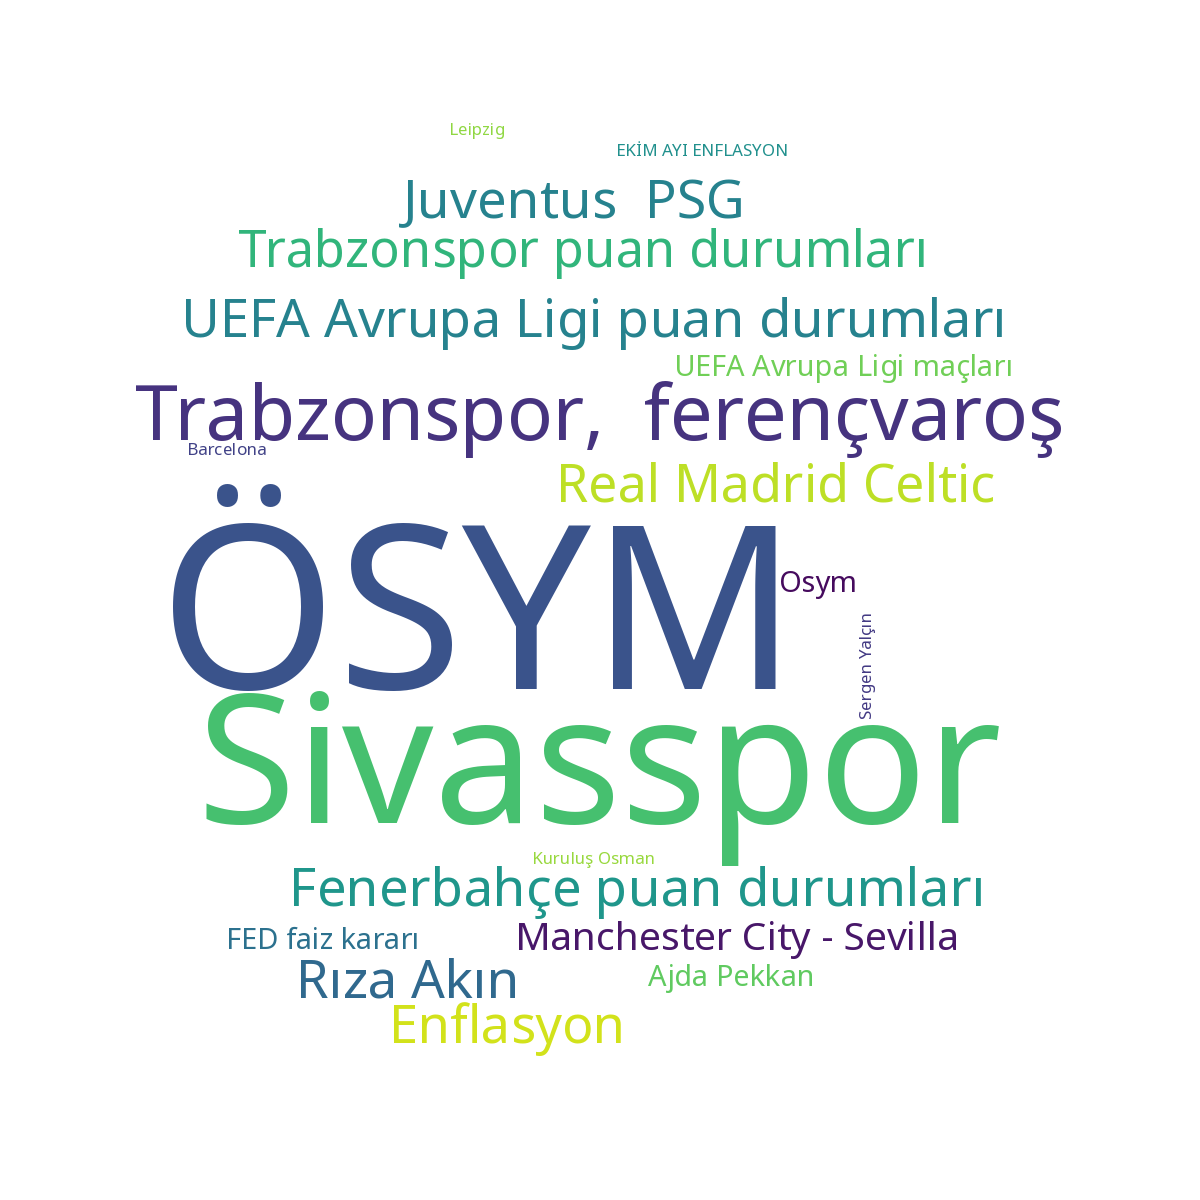 Leipzig
EKİM AYI ENFLASYON
Juventus  PSG
Trabzonspor puan durumları
UEFA Avrupa Ligi puan durumları
UEFA Avrupa Ligi maçları
Trabzonspor,  ferençvaroş
Barcelona
Real Madrid Celtic
ÖSYM
Osym
Sergen Yalçın
Sivasspor
Kuruluş Osman
Fenerbahçe puan durumları
FED faiz kararı
Manchester City - Sevilla
Rıza Akın
Ajda Pekkan
Enflasyon